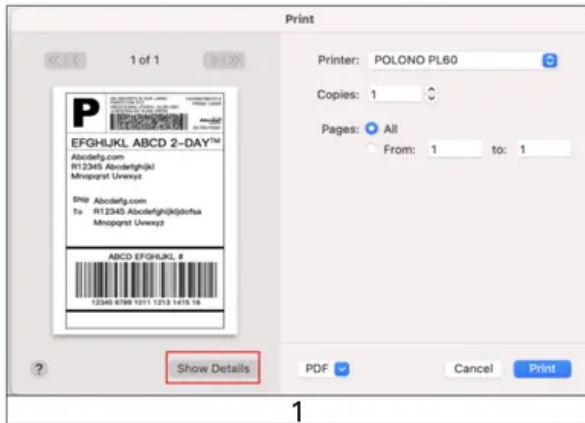 Print
1 of 1
P
EFGHIJKL ABCD 2-DAY™
Abcdefg.com
R12345 Abcdefghijkl
Mnopqrst Uvwxyz
Ship Abcdefg.com
To R12345 Abcdefghijkljdofsa
Mnopqrst Uvwxyz
ABCD EFGHIJKL #
12345 6789 1011 1213 1415 16
? Show Details
Printer: POLONO PL60
Copies: 1
Pages: All
From: 1 to: 1
PDF Cancel Print
1